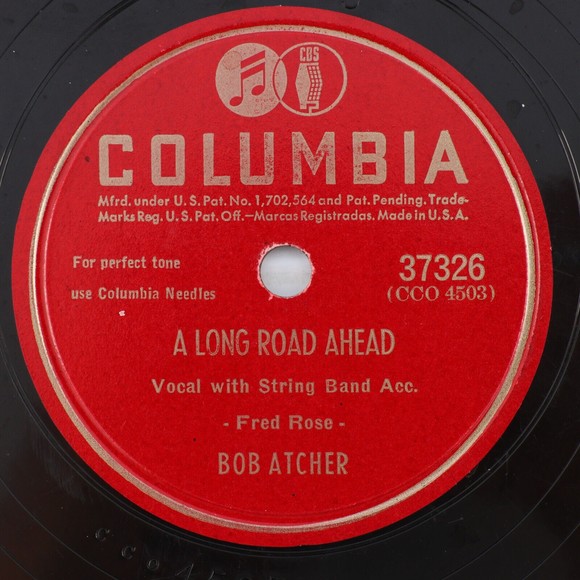 CBS
COLUMBIA
Mfrd. under U.S. Pat. No. 1,702,564 and Pat. Pending. Trade-
Marks Reg. U.S. Pat. Off.—Marcas Registradas. Made in U.S.A.
For perfect tone
use Columbia Needles
37326
(CCO 4503)
A LONG ROAD AHEAD
Vocal with String Band Acc.
- Fred Rose -
BOB ATCHER